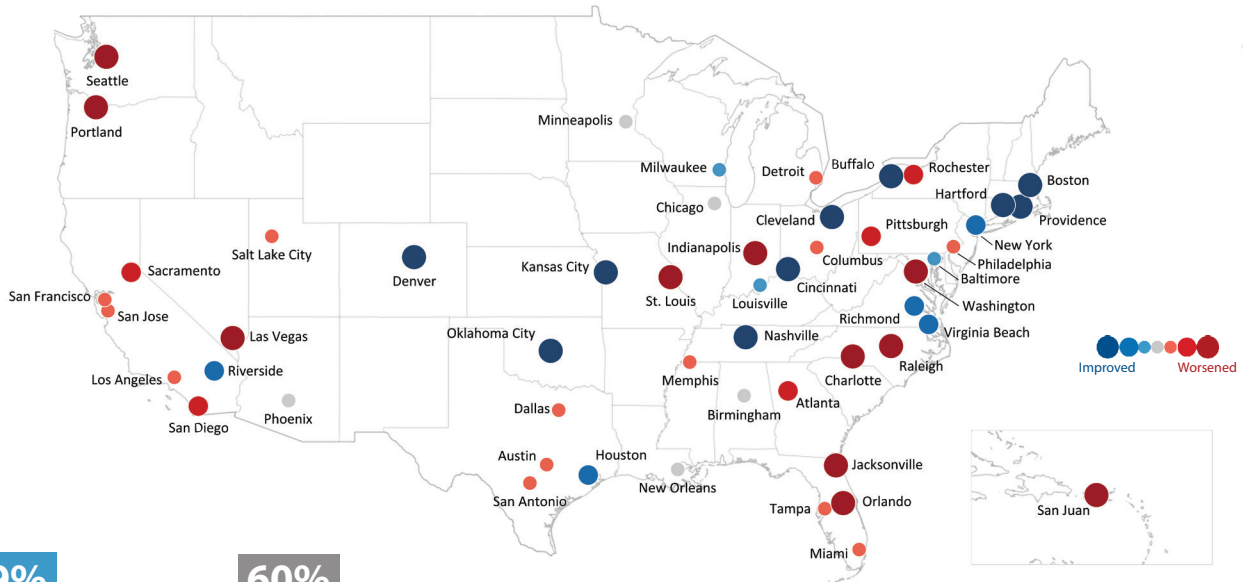 Seattle
Portland
Minneapolis
Milwaukee
Detroit
Buffalo
Rochester
Boston
Hartford
Chicago
Cleveland
Pittsburgh
Providence
New York
Salt Lake City
Indianapolis
Columbus
Philadelphia
Sacramento
Denver
Kansas City
Cincinnati
Baltimore
San Francisco
St. Louis
Louisville
Washington
San Jose
Richmond
Virginia Beach
Las Vegas
Oklahoma City
Nashville
Raleigh
Improved
Worsened
Los Angeles
Riverside
Memphis
Charlotte
Atlanta
Phoenix
Dallas
Birmingham
San Diego
Austin
Houston
Jacksonville
New Orleans
San Antonio
Tampa
Orlando
San Juan
Miami
9%
60%